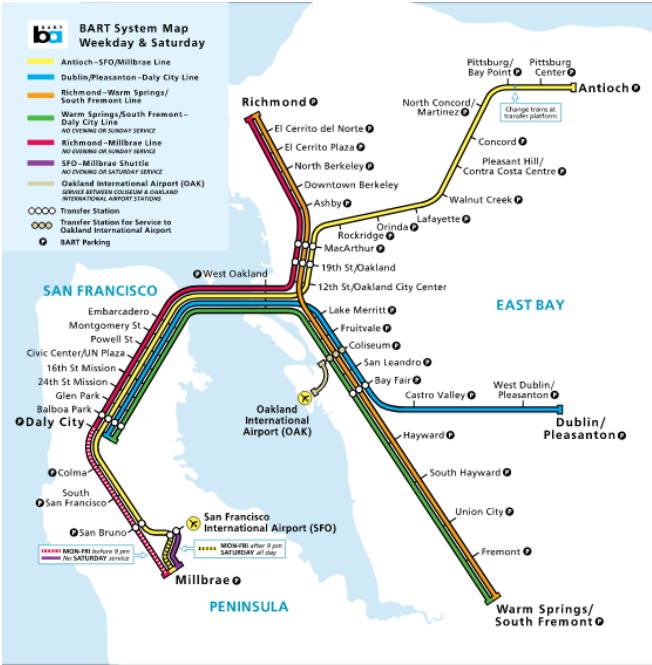 BART
ba
BART System Map
Weekday & Saturday
Antioch–SFO/Millbrae Line
Dublin/Pleasanton–Daly City Line
Richmond–Warm Springs/
South Fremont Line
Warm Springs/South Fremont–
Daly City Line
NO EVENING OR SUNDAY SERVICE
Richmond–Millbrae Line
NO EVENING OR SUNDAY SERVICE
SFO–Millbrae Shuttle
NO EVENING OR SATURDAY SERVICE
Oakland International Airport (OAK)
SERVICE BETWEEN COLISEUM & OAKLAND
INTERNATIONAL AIRPORT STATIONS
Transfer Station
Transfer Station for Service to
Oakland International Airport
P BART Parking
Pittsburg/
Bay Point P
Pittsburg
Center P
Antioch P
Change trains at
transfer platform
North Concord/
Martinez P
Concord P
Pleasant Hill/
Contra Costa Centre P
Walnut Creek P
Lafayette P
Orinda P
Rockridge P
Richmond P
El Cerrito del Norte P
El Cerrito Plaza P
North Berkeley P
Downtown Berkeley
Ashby P
MacArthur P
19th St/Oakland
12th St/Oakland City Center
P West Oakland
SAN FRANCISCO
EAST BAY
Embarcadero
Montgomery St
Powell St
Civic Center/UN Plaza
16th St Mission
24th St Mission
Glen Park
Balboa Park
P Daly City
Lake Merritt P
Fruitvale P
Coliseum P
San Leandro P
Bay Fair P
Castro Valley P
West Dublin/
Pleasanton P
Dublin/
Pleasanton P
Oakland
International
Airport (OAK)
Hayward P
South Hayward P
Union City P
Fremont P
Warm Springs/
South Fremont P
P Colma
South
P San Francisco
P San Bruno
San Francisco
International Airport (SFO)
MON-FRI before 9 pm
No SATURDAY service
MON-FRI after 9 pm
SATURDAY all day
Millbrae P
PENINSULA